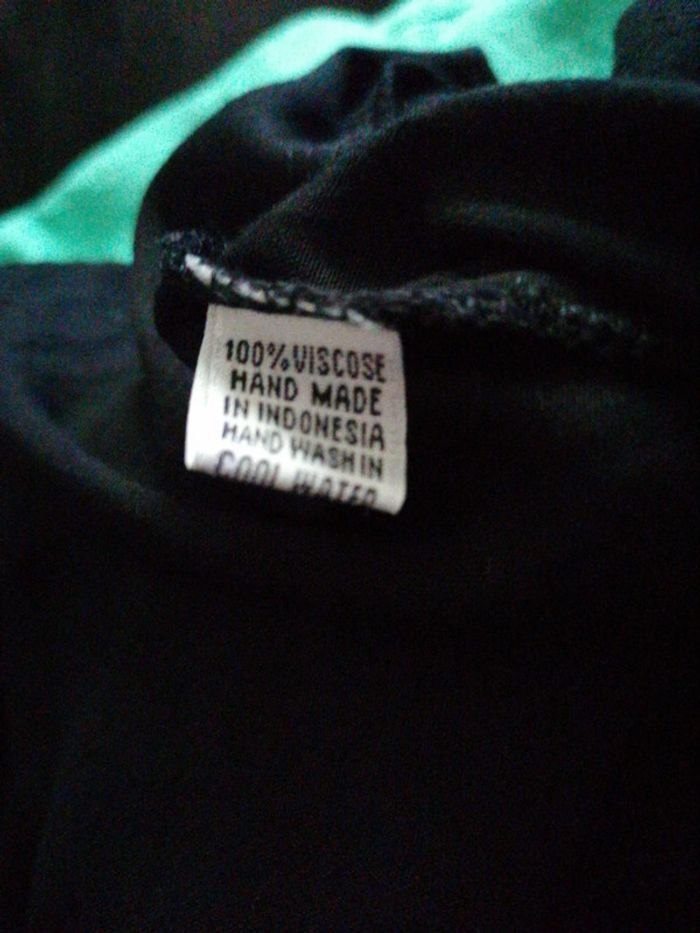 100% VISCOSE
HAND MADE
IN INDONESIA
HAND WASH IN
COOL WATER